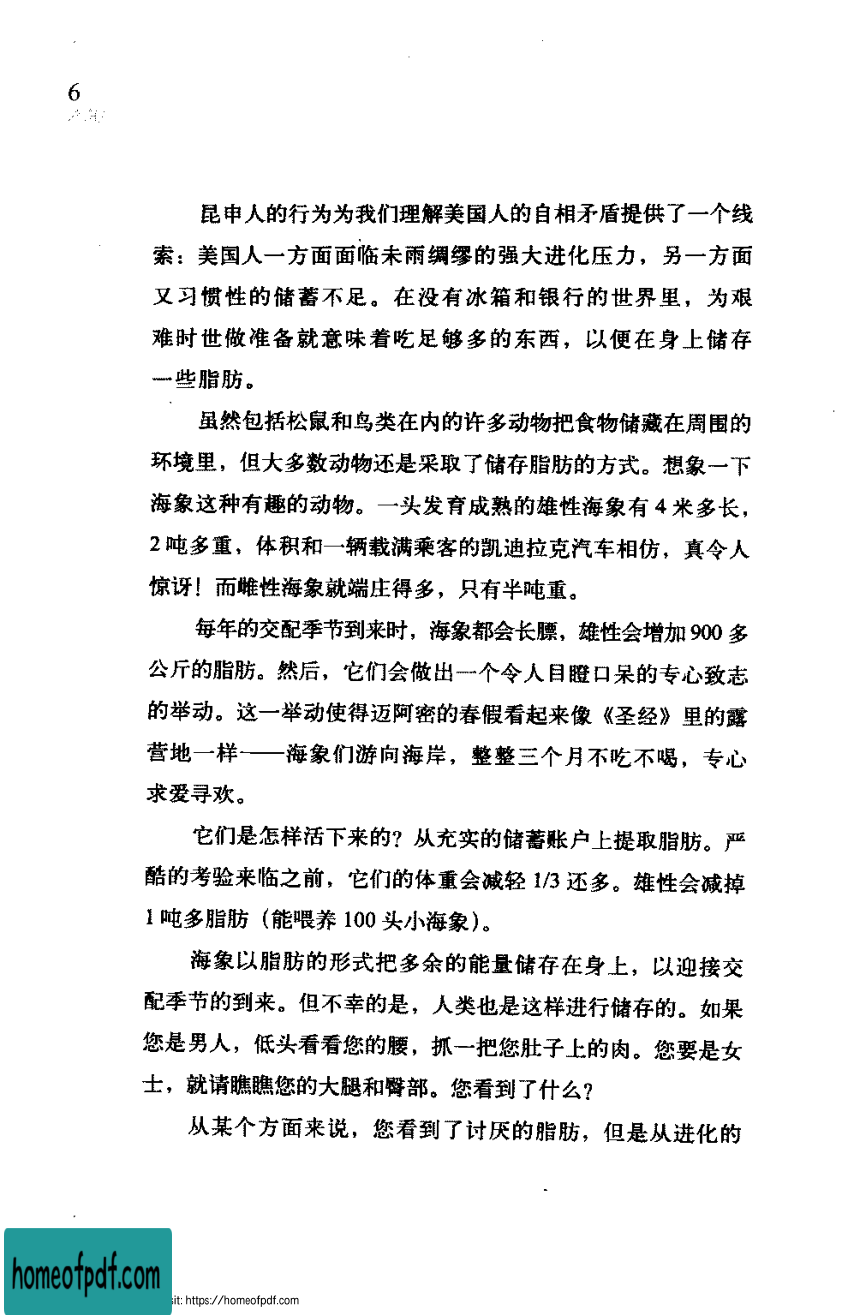 6
昆申人的行为为我们理解美国人的自相矛盾提供了一个线
索：美国人一方面面临未雨绸缪的强大进化压力，另一方面
又习惯性的储蓄不足。在没有冰箱和银行的世界里，为艰
难时世做准备就意味着吃足够多的东西，以便在身上储存
一些脂肪。
虽然包括松鼠和鸟类在内的许多动物把食物储藏在周围的
环境里，但大多数动物还是采取了储存脂肪的方式。想象一下
海象这种有趣的动物。一头发育成熟的雄性海象有 4 米多长，
2 吨多重，体积和一辆载满乘客的凯迪拉克汽车相仿，真令人
惊讶！而雌性海象就端庄得多，只有半吨重。
每年的交配季节到来时，海象都会长膘，雄性会增加 900 多
公斤的脂肪。然后，它们会做出一个令人目瞪口呆的专心致志
的举动。这一举动使得迈阿密的春假看起来像《圣经》里的露
营地一样——海象们游向海岸，整整三个月不吃不喝，专心
求爱寻欢。
它们是怎样活下来的？从充实的储蓄账户上提取脂肪。严
酷的考验来临之前，它们的体重会减轻 1/3 还多。雄性会减掉
1 吨多脂肪（能喂养 100 头小海象）。
海象以脂肪的形式把多余的能量储存在身上，以迎接交
配季节的到来。但不幸的是，人类也是这样进行储存的。如果
您是男人，低头看看您的腰，抓一把您肚子上的肉。您要是女
士，就请瞧瞧您的大腿和臀部。您看到了什么？
从某个方面来说，您看到了讨厌的脂肪，但是从进化的
homeofpdf.com
sit: https://homeofpdf.com